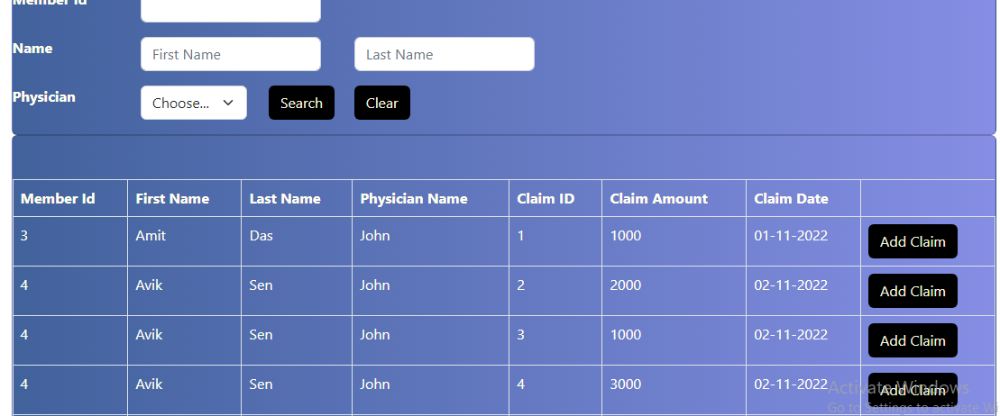 Member Id
Name First Name Last Name
Physician Choose... Search Clear
Member Id First Name Last Name Physician Name Claim ID Claim Amount Claim Date
3 Amit Das John 1 1000 01-11-2022 Add Claim
4 Avik Sen John 2 2000 02-11-2022 Add Claim
4 Avik Sen John 3 1000 02-11-2022 Add Claim
4 Avik Sen John 4 3000 02-11-2022 Add Claim
Activate Windows
Go to Settings to activate